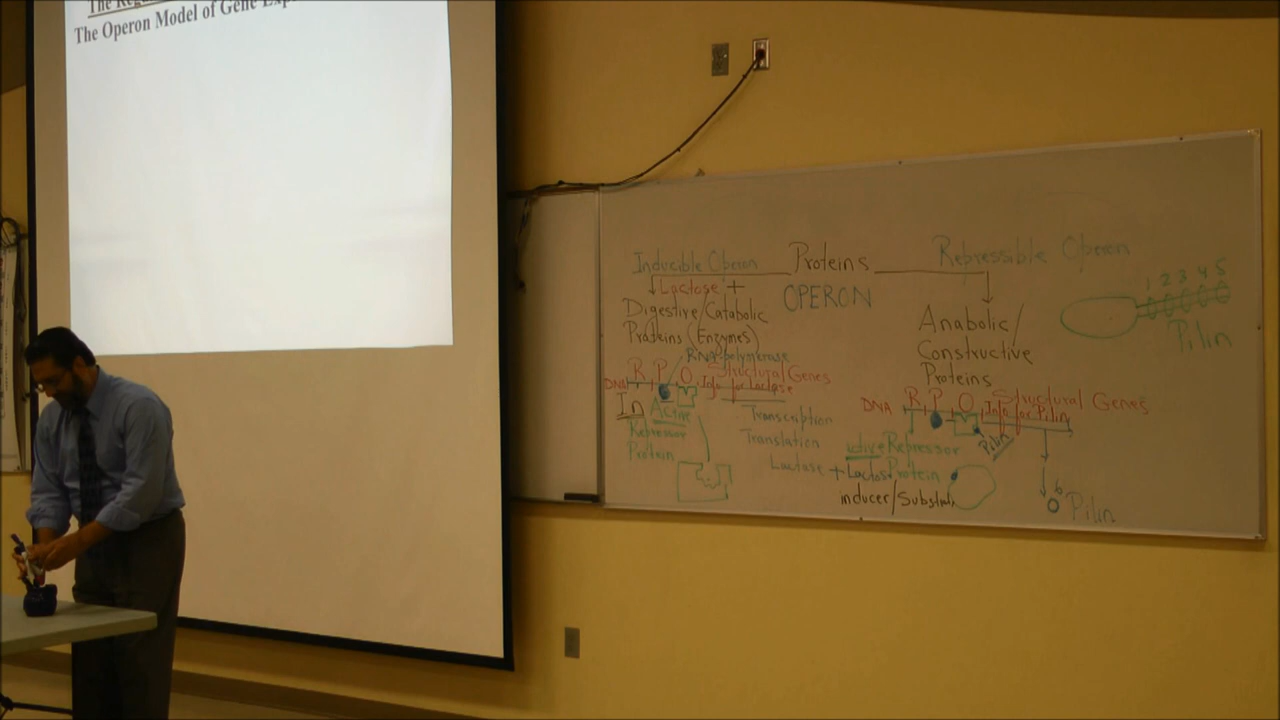 The
The Operon Model of Gene
Inducible Operon
Proteins
Repressible Operon
Lactose +
OPERON
Digestive/Catabolic
Proteins (Enzymes)
RNA polymerase
DNA R P O Structural Genes
Info for Lactose
In Active
Repressor
Protein
Transcription
Translation
Lactase + Lactose
inducer/Substrate
Anabolic/
Constructive
Proteins
DNA R P O Structural Genes
Info for Pilin
Pilin
Repressor
Protein
Pilin
1 2 3 4 5
Pilin